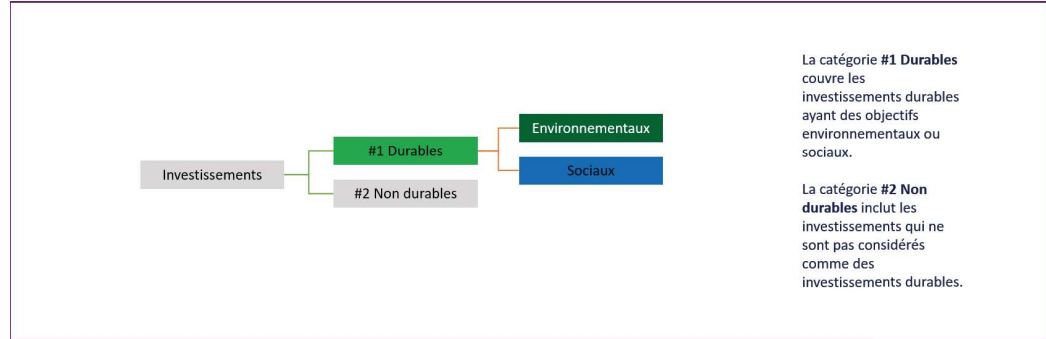 Investissements
#1 Durables
#2 Non durables
Environnementaux
Sociaux
La catégorie #1 Durables
couvre les
investissements durables
ayant des objectifs
environnementaux ou
sociaux.
La catégorie #2 Non
durables inclut les
investissements qui ne
sont pas considérés
comme des
investissements durables.